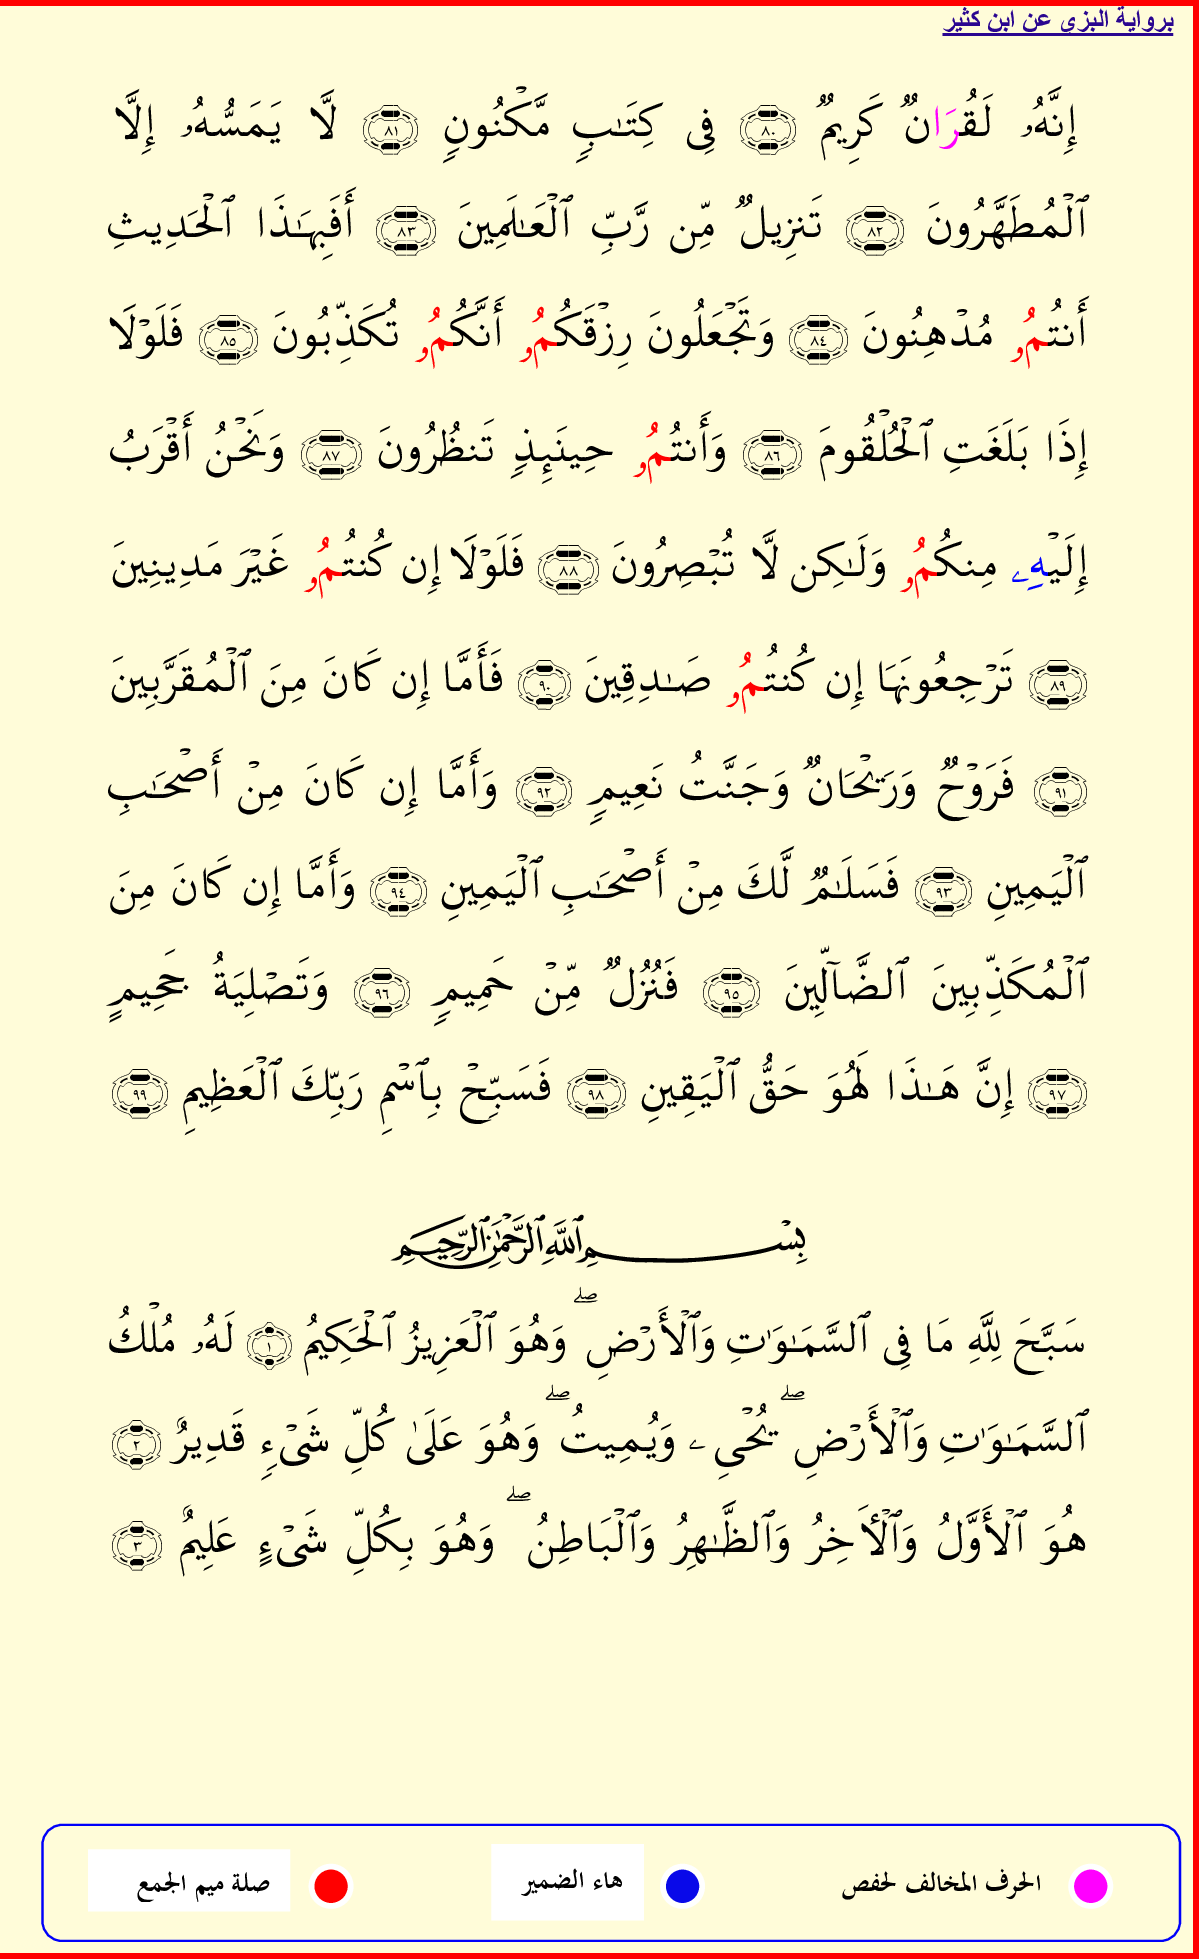 برواية البزى عن ابن كثير
إِنَّهُۥ لَقُرَانٌ كَرِيمٌ ٨٠ فِى كِتَـٰبٍ مَّكْنُونٍ ٨١ لَّا يَمَسُّهُۥ إِلَّا
ٱلْمُطَهَّرُونَ ٨٢ تَنزِيلٌ مِّن رَّبِّ ٱلْعَـٰلَمِينَ ٨٣ أَفَبِهَـٰذَا ٱلْحَدِيثِ
أَنتُمُۥ مُدْهِنُونَ ٨٤ وَتَجْعَلُونَ رِزْقَكُمُۥ أَنَّكُمُۥ تُكَذِّبُونَ ٨٥ فَلَوْلَا
إِذَا بَلَغَتِ ٱلْحُلْقُومَ ٨٦ وَأَنتُمُۥ حِينَئِذٍ تَنظُرُونَ ٨٧ وَنَحْنُ أَقْرَبُ
إِلَيْهِۦ مِنكُمُۥ وَلَـٰكِن لَّا تُبْصِرُونَ ٨٨ فَلَوْلَا إِن كُنتُمُۥ غَيْرَ مَدِينِينَ
٨٩ تَرْجِعُونَهَا إِن كُنتُمُۥ صَـٰدِقِينَ ٩٠ فَأَمَّا إِن كَانَ مِنَ ٱلْمُقَرَّبِينَ
٩١ فَرَوْحٌ وَرَيْحَانٌ وَجَنَّتُ نَعِيمٍ ٩٢ وَأَمَّا إِن كَانَ مِنْ أَصْحَـٰبِ
ٱلْيَمِينِ ٩٣ فَسَلَـٰمٌ لَّكَ مِنْ أَصْحَـٰبِ ٱلْيَمِينِ ٩٤ وَأَمَّا إِن كَانَ مِنَ
ٱلْمُكَذِّبِينَ ٱلضَّآلِّينَ ٩٥ فَنُزُلٌ مِّنْ حَمِيمٍ ٩٦ وَتَصْلِيَةُ جَحِيمٍ
٩٧ إِنَّ هَـٰذَا لَهُوَ حَقُّ ٱلْيَقِينِ ٩٨ فَسَبِّحْ بِٱسْمِ رَبِّكَ ٱلْعَظِيمِ ٩٩
بِسْمِ ٱللَّهِ ٱلرَّحْمَـٰنِ ٱلرَّحِيمِ
سَبَّحَ لِلَّهِ مَا فِى ٱلسَّمَـٰوَٰتِ وَٱلْأَرْضِ ۖ وَهُوَ ٱلْعَزِيزُ ٱلْحَكِيمُ ١ لَهُۥ مُلْكُ
ٱلسَّمَـٰوَٰتِ وَٱلْأَرْضِ ۖ يُحْىِۦ وَيُمِيتُ ۖ وَهُوَ عَلَىٰ كُلِّ شَىْءٍ قَدِيرٌ ٢
هُوَ ٱلْأَوَّلُ وَٱلْـَٔاخِرُ وَٱلظَّـٰهِرُ وَٱلْبَاطِنُ ۖ وَهُوَ بِكُلِّ شَىْءٍ عَلِيمٌ ٣
الحرف المخالف لحفص هاء الضمير صلة ميم الجمع